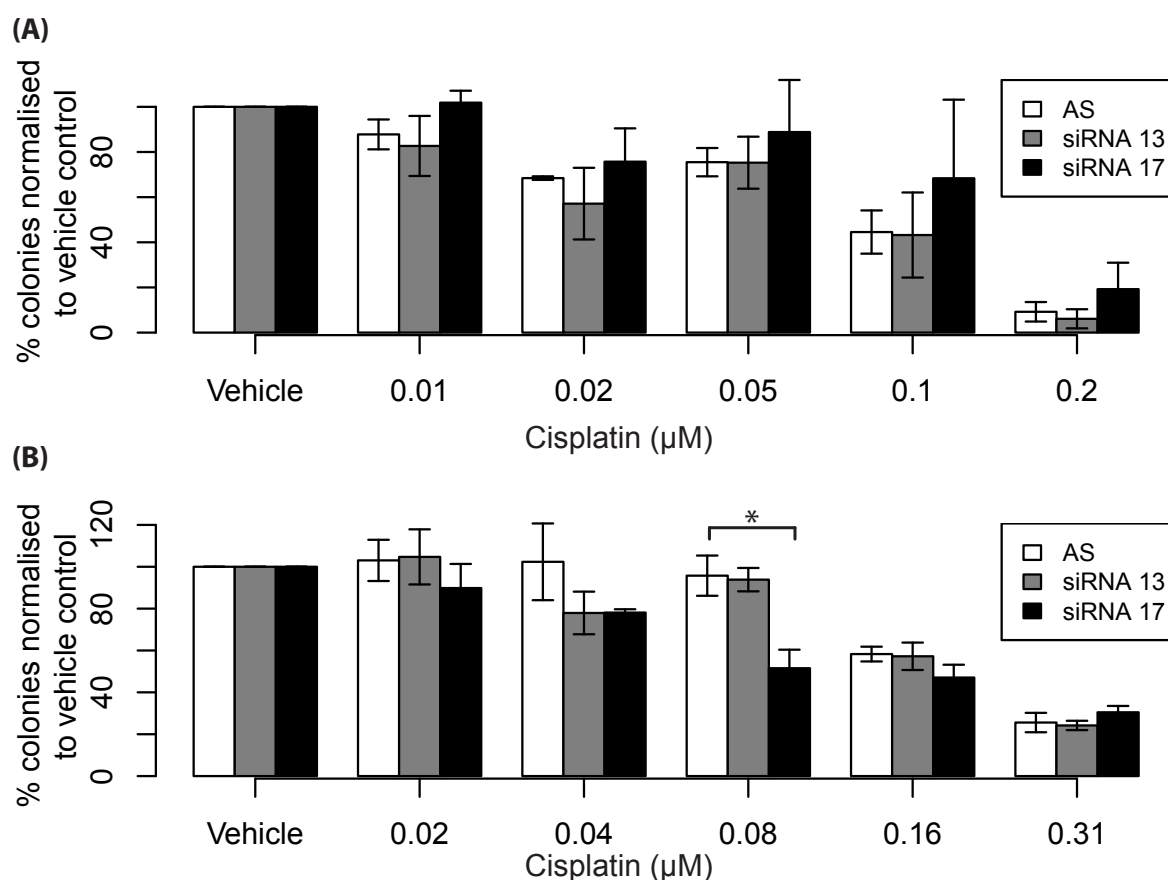 (A)
% colonies normalised
to vehicle control
0
40
80
AS
siRNA 13
siRNA 17
Vehicle
0.01
0.02
0.05
0.1
0.2
Cisplatin (µM)
(B)
% colonies normalised
to vehicle control
0
40
80
120
*
AS
siRNA 13
siRNA 17
Vehicle
0.02
0.04
0.08
0.16
0.31
Cisplatin (µM)